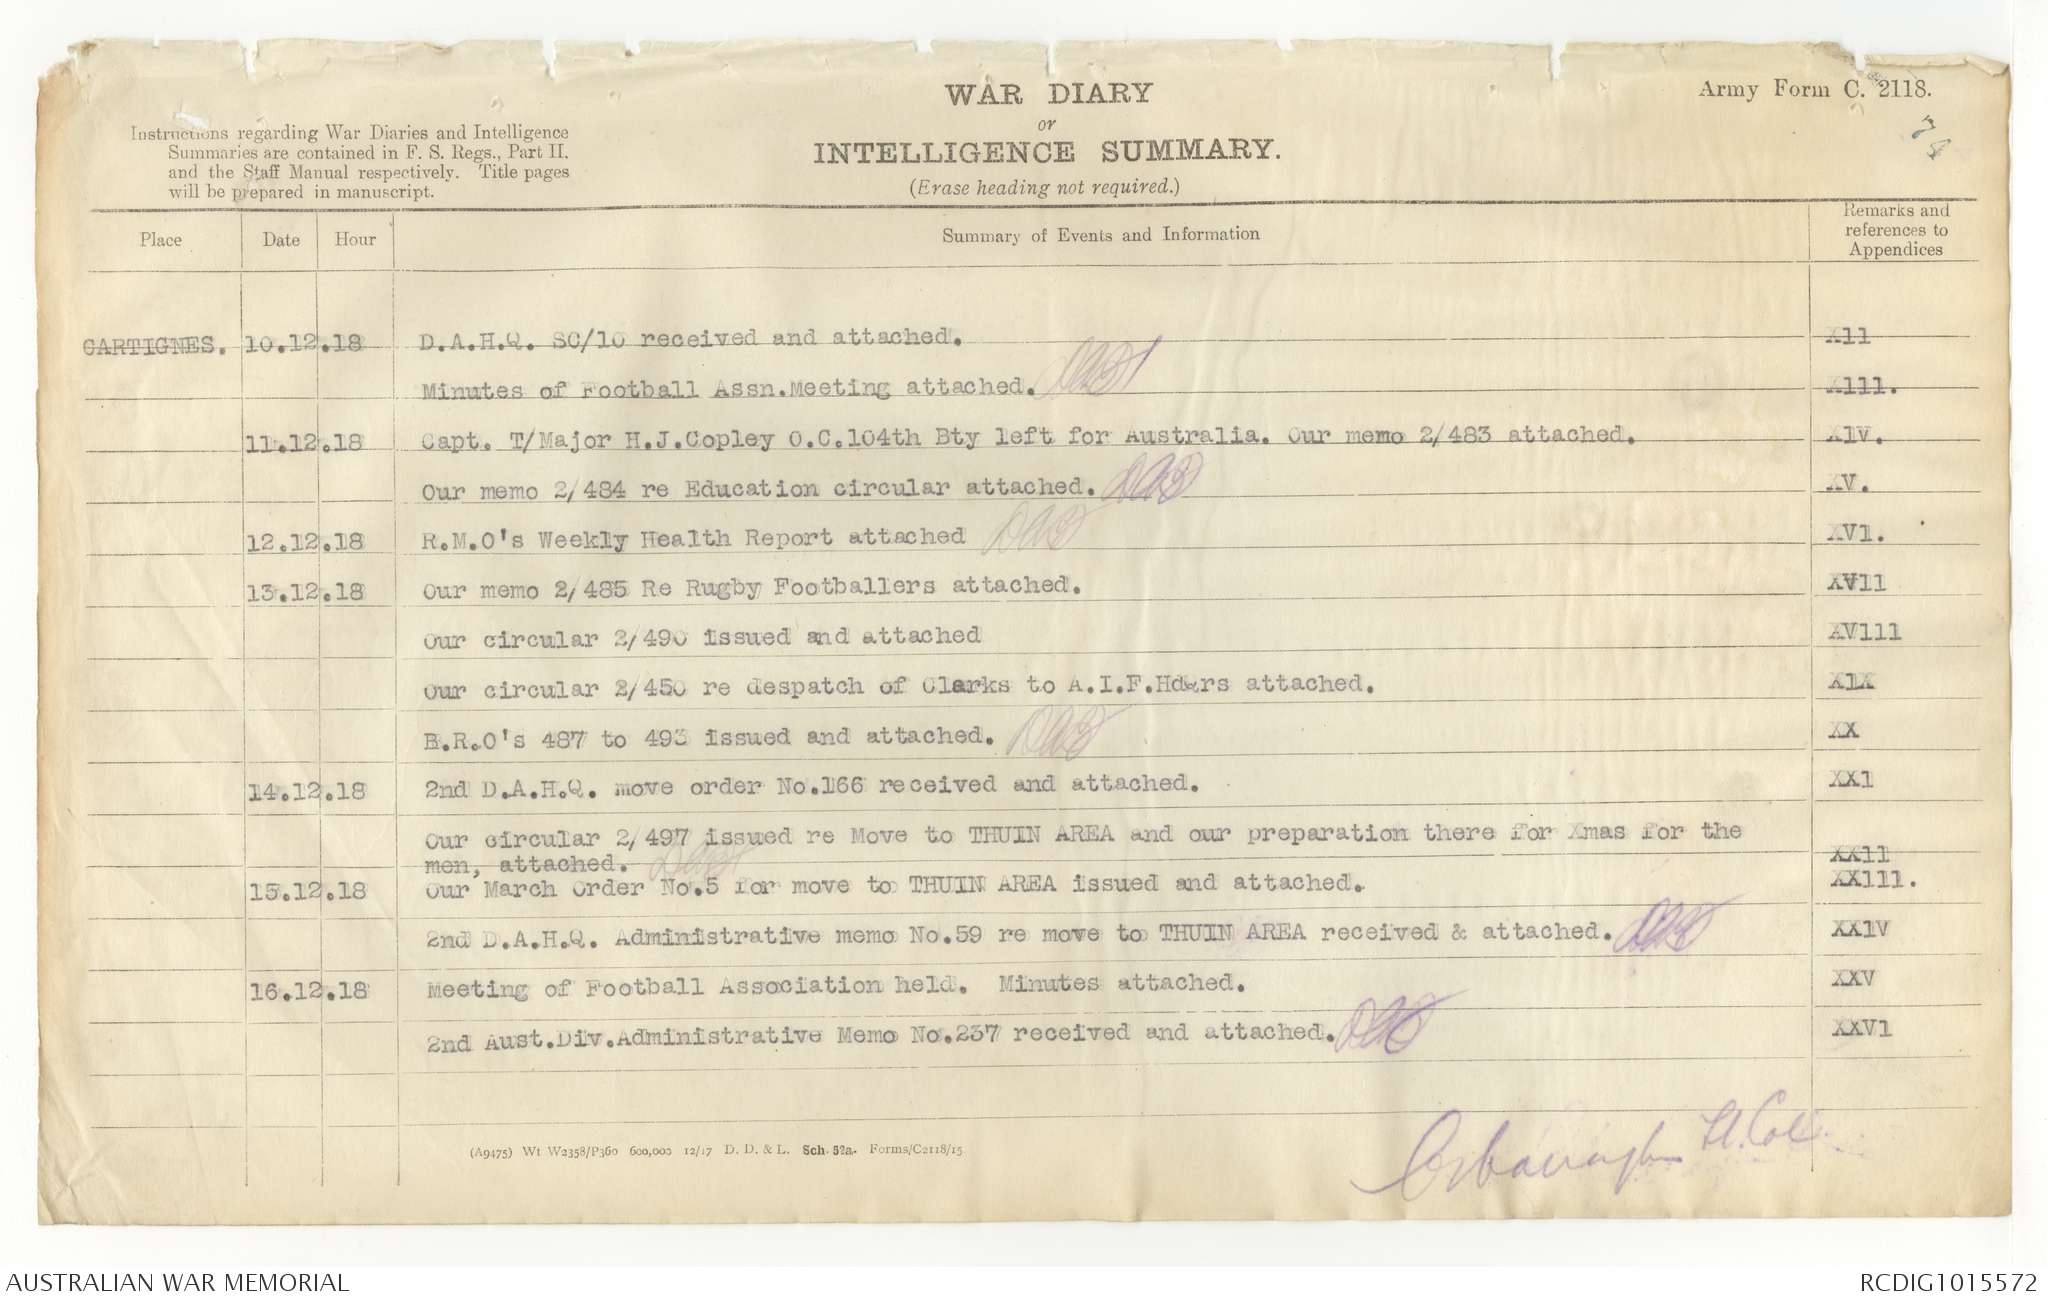 WAR DIARY
or
INTELLIGENCE SUMMARY.
(Erase heading not required.)
Army Form C. 2118.
Instructions regarding War Diaries and Intelligence
Summaries are contained in F. S. Regs., Part II.
and the Staff Manual respectively. Title pages
will be prepared in manuscript.
Place Date Hour Summary of Events and Information Remarks and references to Appendices
CARTIGNES. 10.12.18 D.A.H.Q. SC/10 received and attached. X11
Minutes of Football Assn.Meeting attached. X111.
11.12.18 Capt. T/Major H.J.Copley O.C.104th Bty left for Australia. Our memo 2/483 attached. X1V.
Our memo 2/484 re Education circular attached. XV.
12.12.18 R.M.O's Weekly Health Report attached XV1.
13.12.18 Our memo 2/485 Re Rugby Footballers attached. XV11
Our circular 2/490 issued and attached XV111
Our circular 2/450 re despatch of Clarks to A.I.F.Hdqrs attached. X1X
B.R.O's 487 to 493 issued and attached. XX
14.12.18 2nd D.A.H.Q. move order No.166 received and attached. XX1
Our circular 2/497 issued re Move to THUIN AREA and our preparation there for Xmas for the
men, attached. XX11
15.12.18 Our March Order No.5 for move to THUIN AREA issued and attached. XX111.
2nd D.A.H.Q. Administrative memo No.59 re move to THUIN AREA received & attached. XX1V
16.12.18 Meeting of Football Association held. Minutes attached. XXV
2nd Aust.Div.Administrative Memo No.237 received and attached. XXV1
Lt. Col.
(A9475) Wt W2358/P360 600,000 12/17 D. D. & L. Sch. 52a. Forms/C2118/15.
AUSTRALIAN WAR MEMORIAL
RCDIG1015572